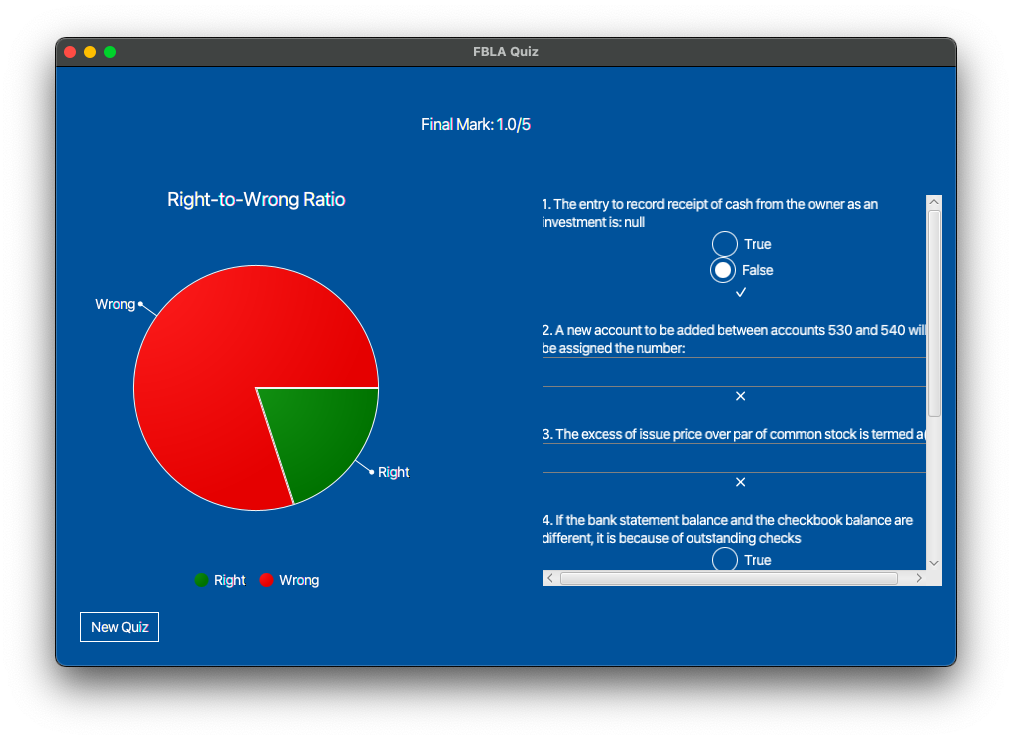 FBLA Quiz
Final Mark: 1.0/5
Right-to-Wrong Ratio
Wrong
Right
Right
Wrong
New Quiz
1. The entry to record receipt of cash from the owner as an
investment is: null
True
False
2. A new account to be added between accounts 530 and 540 will
be assigned the number:
3. The excess of issue price over par of common stock is termed a(
4. If the bank statement balance and the checkbook balance are
different, it is because of outstanding checks
True